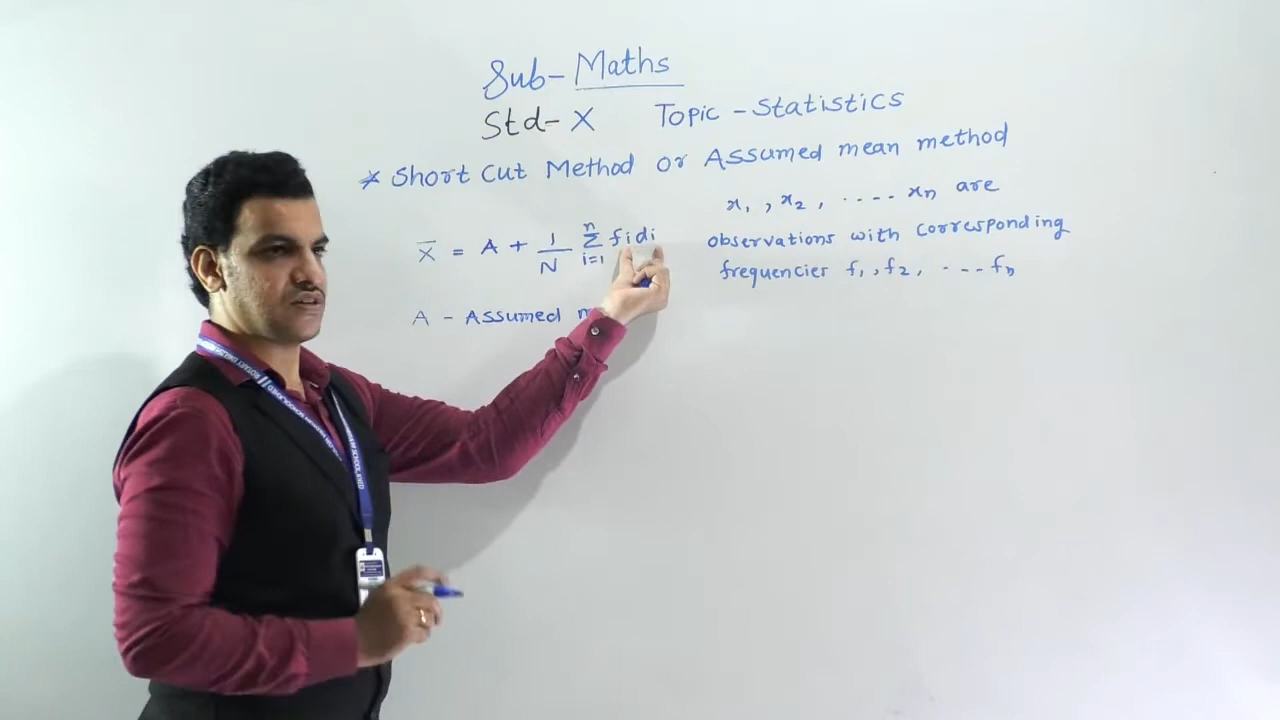 Sub- Maths
Std- X Topic - Statistics
* Short Cut Method or Assumed mean method
x₁, x₂, ..... xn are
observations with corresponding
frequencies f₁, f₂, .... fn
X̄ = A + 1/N Σ fidi
n
i=1
A - Assumed m